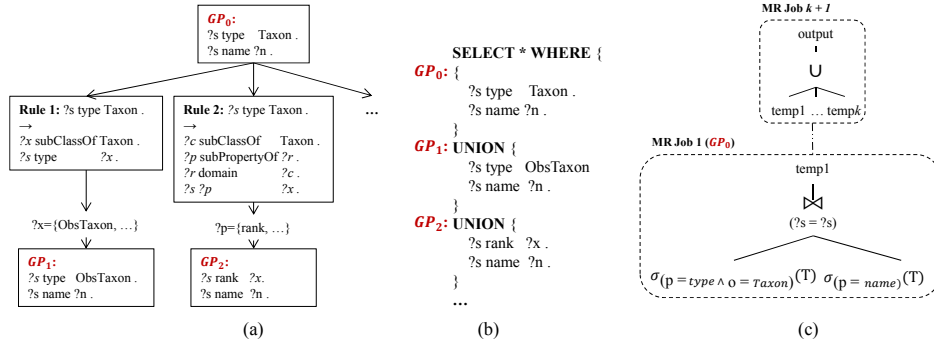 GP₀:
?s type Taxon .
?s name ?n .
Rule 1: ?s type Taxon .
→
?x subClassOf Taxon .
?s type ?x .
Rule 2: ?s type Taxon .
→
?c subClassOf Taxon .
?p subPropertyOf ?r .
?r domain ?c .
?s ?p ?x .
...
?x={ObsTaxon, …}
?p={rank, …}
GP₁:
?s type ObsTaxon .
?s name ?n .
GP₂:
?s rank ?x.
?s name ?n .
(a)
SELECT * WHERE {
GP₀: {
?s type Taxon .
?s name ?n .
}
GP₁: UNION {
?s type ObsTaxon
?s name ?n .
}
GP₂: UNION {
?s rank ?x .
?s name ?n .
}
...
(b)
MR Job k + 1
output
∪
temp1 … tempk
MR Job 1 (GP₀)
temp1
⋈
(?s = ?s)
σ(p = type ∧ o = Taxon)(T) σ(p = name)(T)
(c)